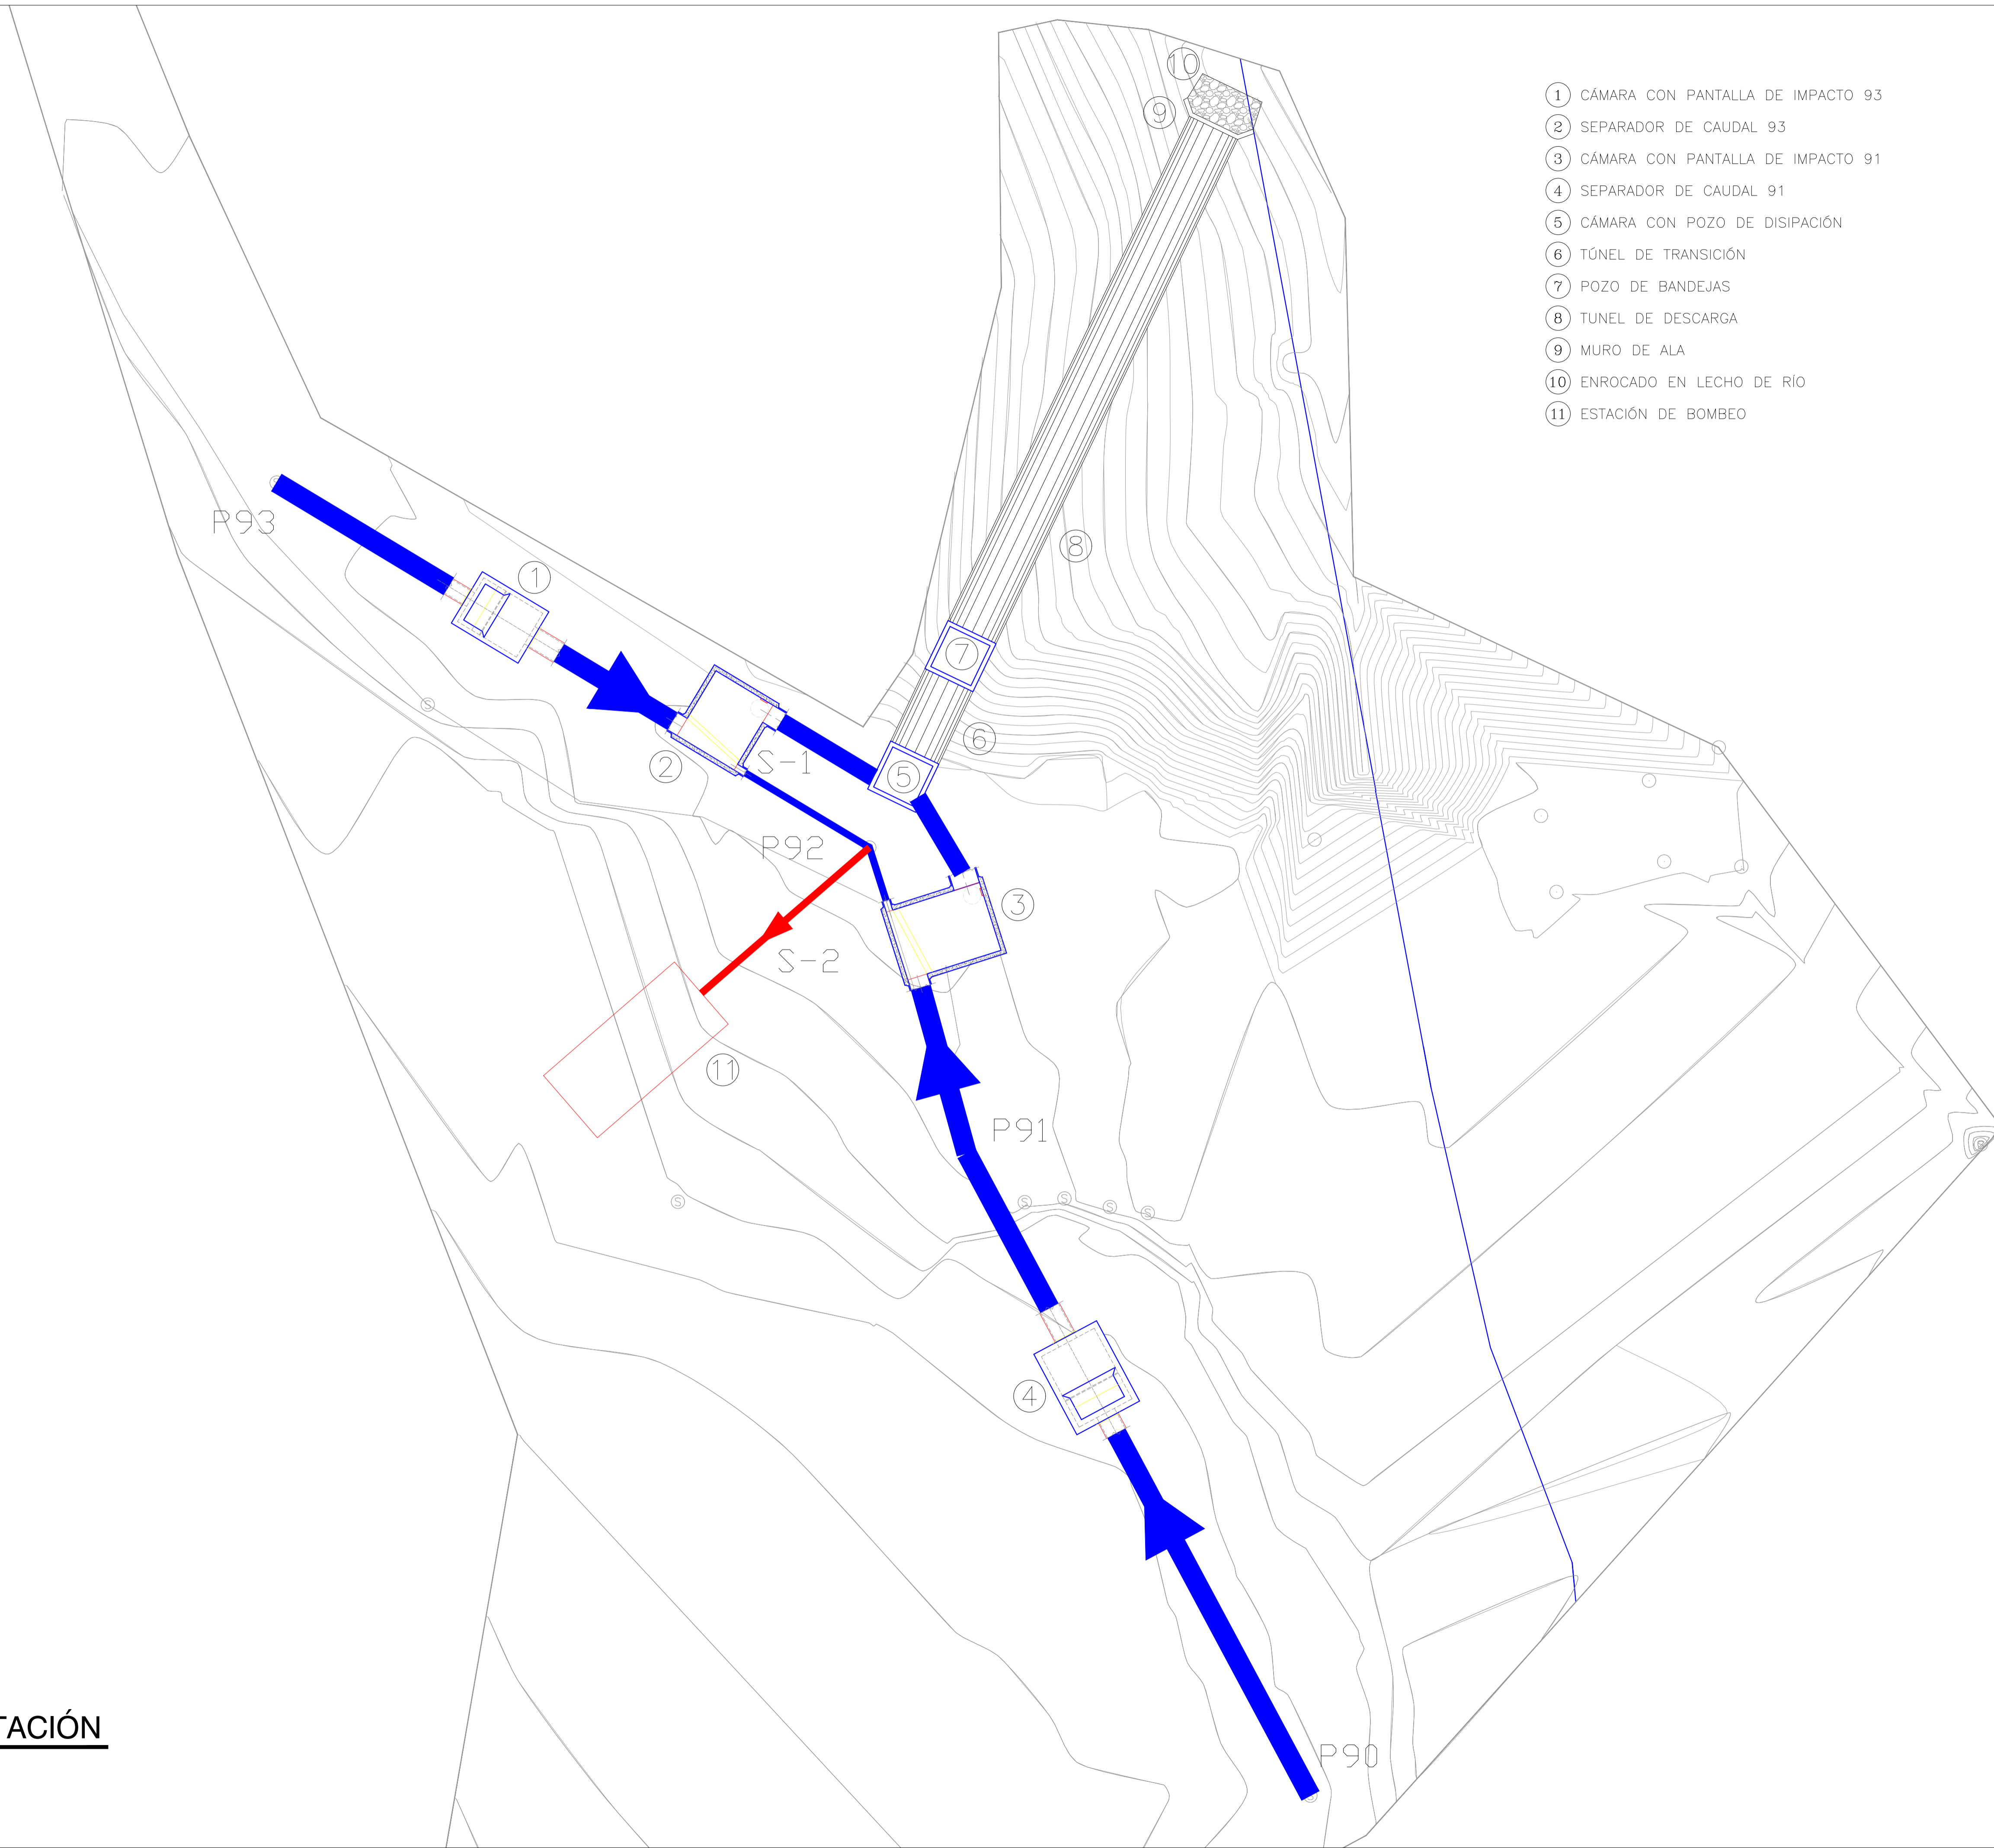 1 CÁMARA CON PANTALLA DE IMPACTO 93
2 SEPARADOR DE CAUDAL 93
3 CÁMARA CON PANTALLA DE IMPACTO 91
4 SEPARADOR DE CAUDAL 91
5 CÁMARA CON POZO DE DISIPACIÓN
6 TÚNEL DE TRANSICIÓN
7 POZO DE BANDEJAS
8 TUNEL DE DESCARGA
9 MURO DE ALA
10 ENROCADO EN LECHO DE RÍO
11 ESTACIÓN DE BOMBEO
10
9
8
P93
1
7
6
2
S-1
5
P92
3
S-2
11
P91
S
S
S
S
S
S
4
P90
TACIÓN